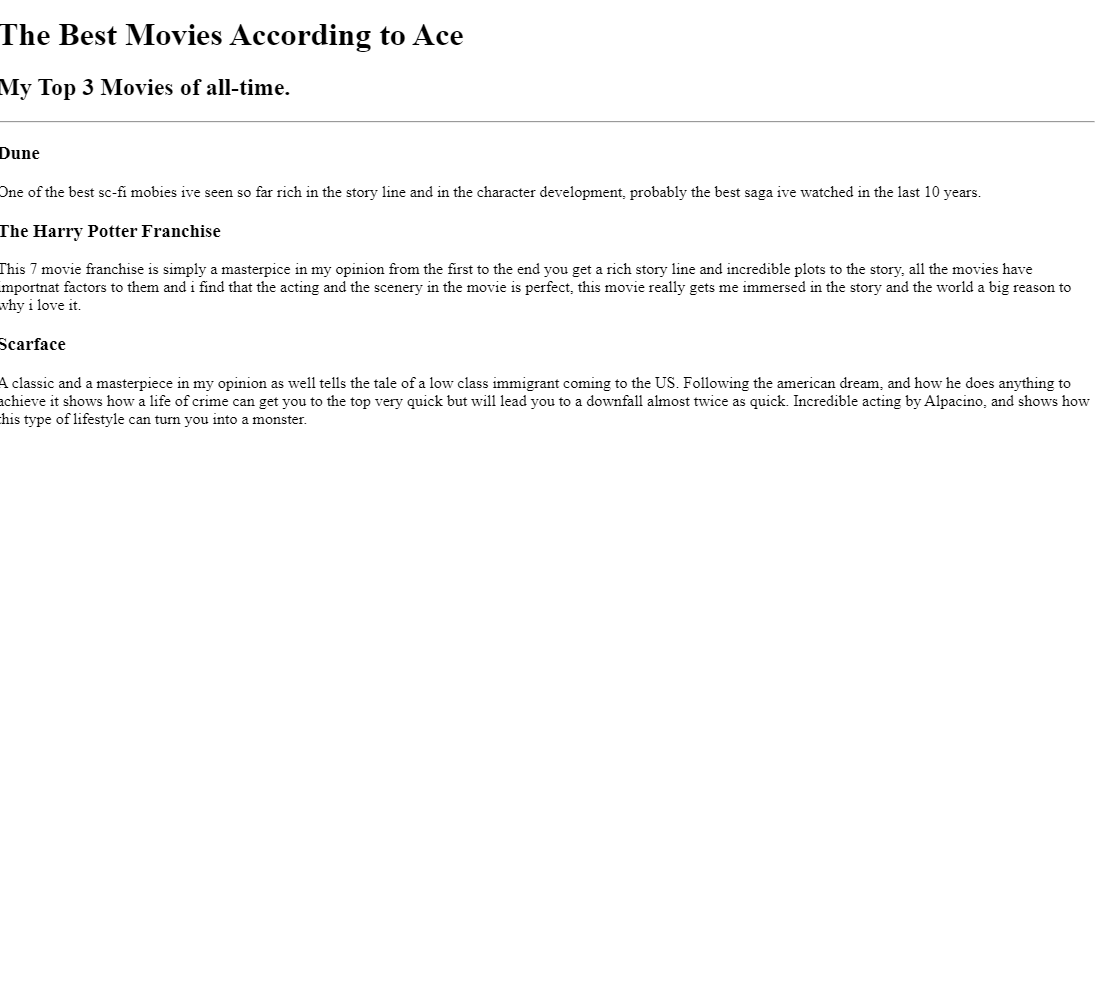 The Best Movies According to Ace
My Top 3 Movies of all-time.
Dune
One of the best sc-fi mobies ive seen so far rich in the story line and in the character development, probably the best saga ive watched in the last 10 years.
The Harry Potter Franchise
This 7 movie franchise is simply a masterpice in my opinion from the first to the end you get a rich story line and incredible plots to the story, all the movies have
importnat factors to them and i find that the acting and the scenery in the movie is perfect, this movie really gets me immersed in the story and the world a big reason to
why i love it.
Scarface
A classic and a masterpiece in my opinion as well tells the tale of a low class immigrant coming to the US. Following the american dream, and how he does anything to
achieve it shows how a life of crime can get you to the top very quick but will lead you to a downfall almost twice as quick. Incredible acting by Alpacino, and shows how
this type of lifestyle can turn you into a monster.